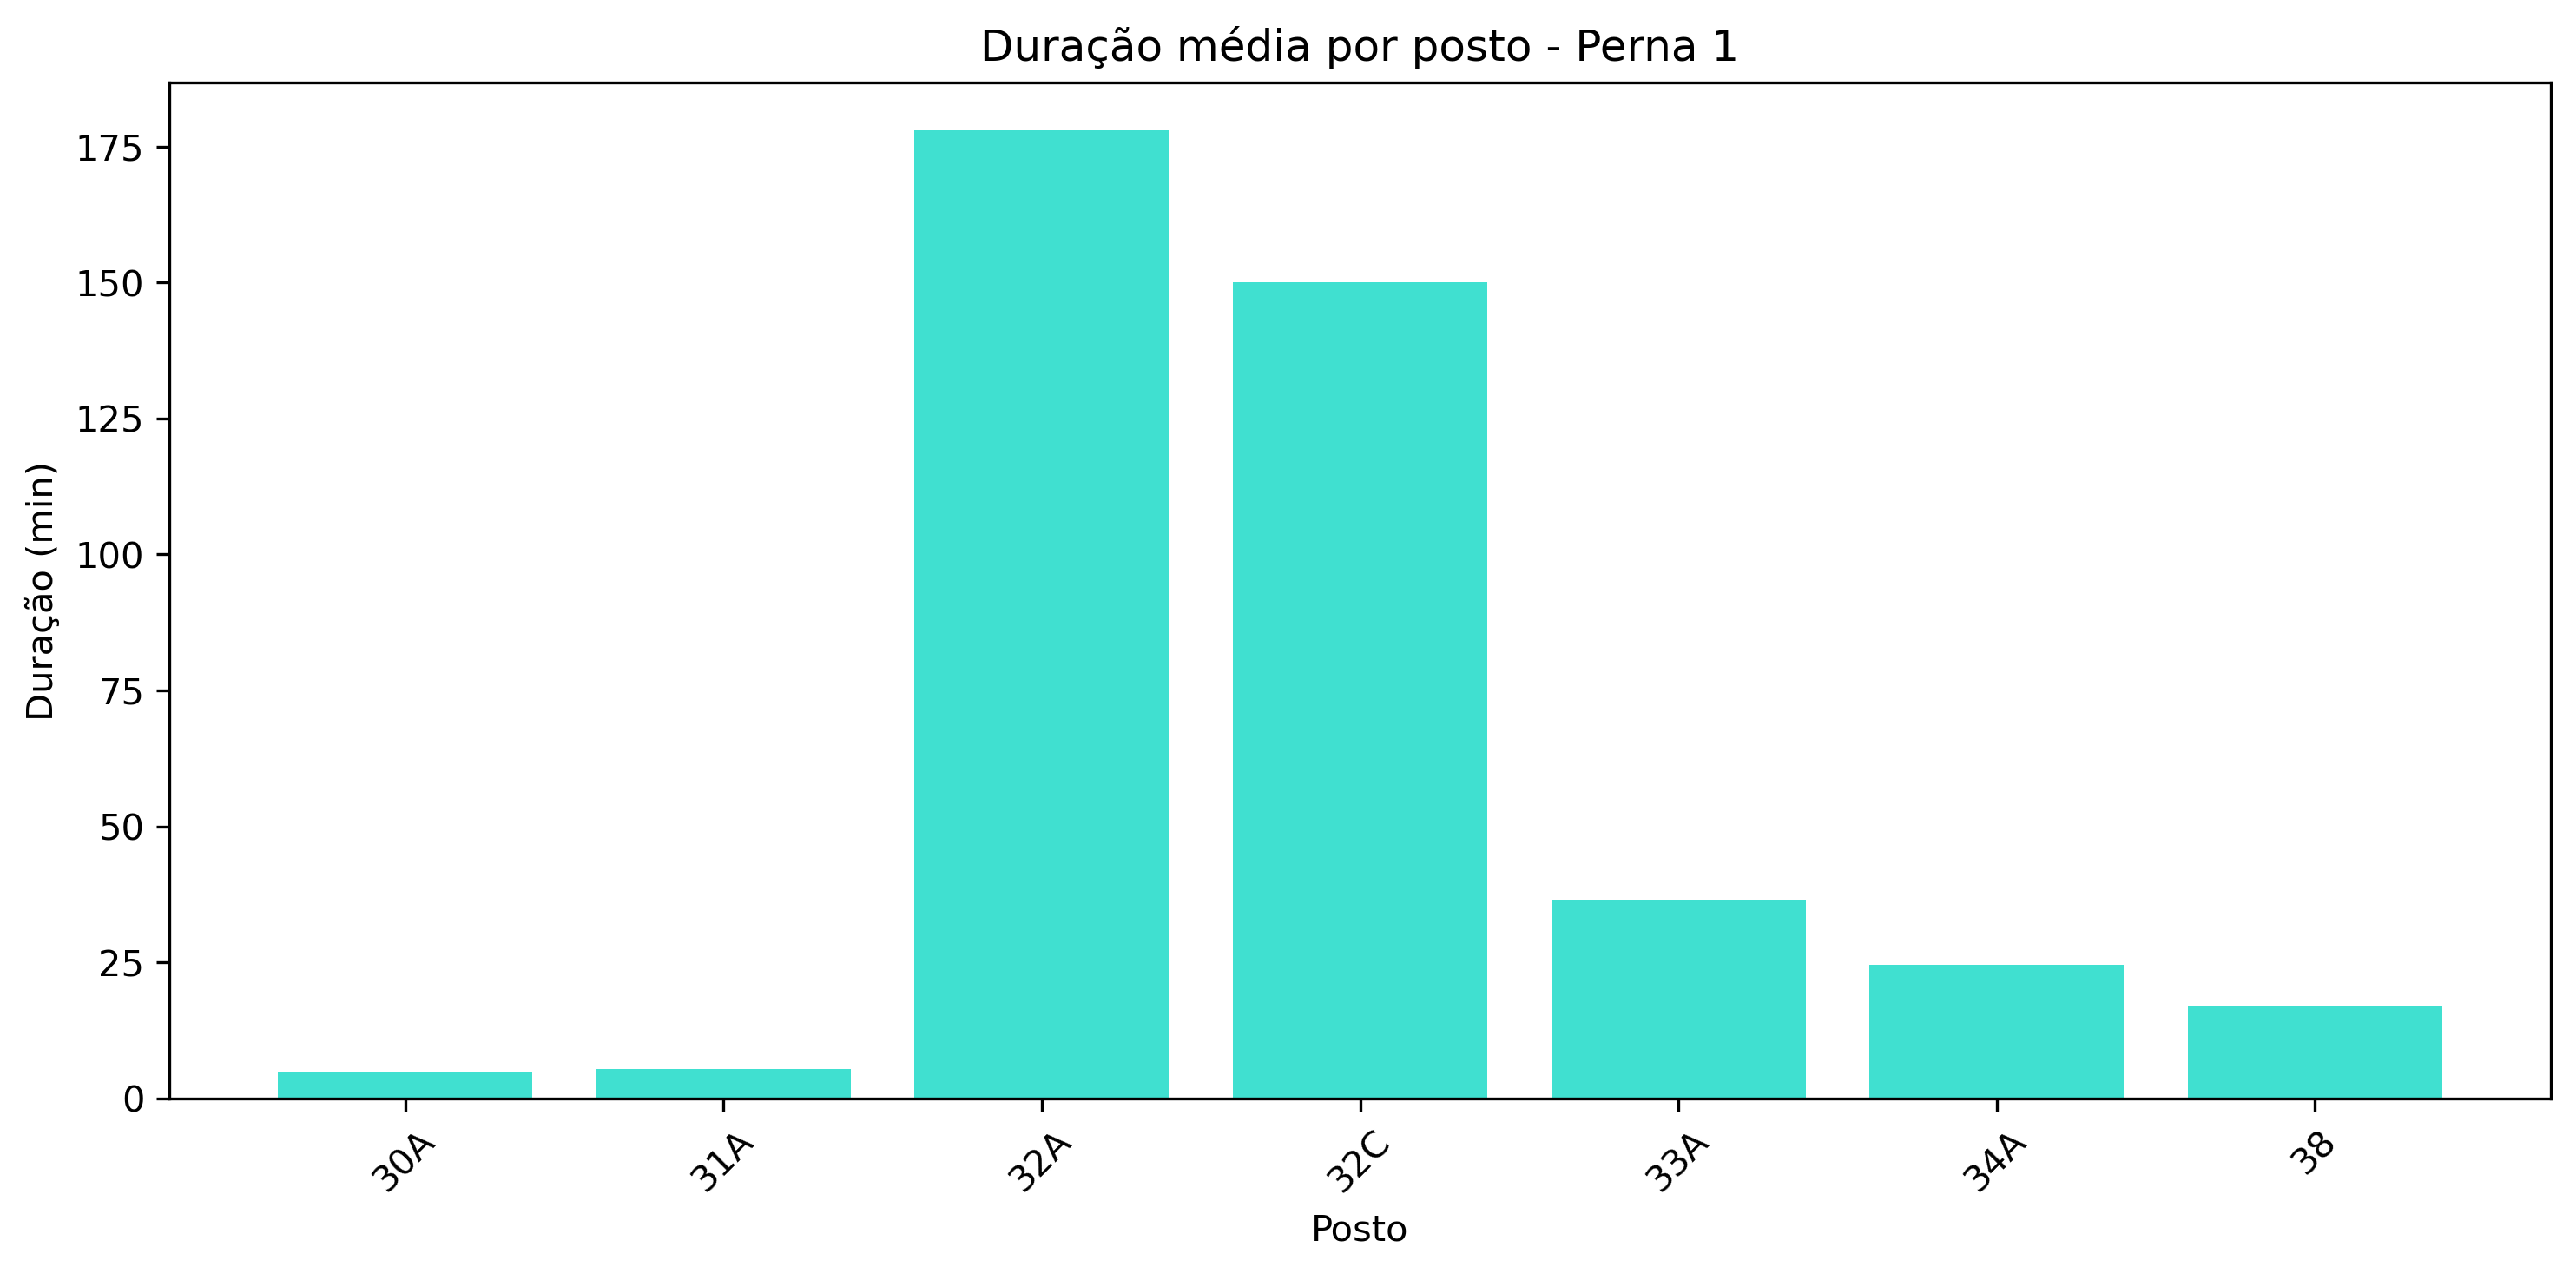 Duração média por posto - Perna 1
Duração (min)
175
150
125
100
75
50
25
0
30A
31A
32A
32C
33A
34A
38
Posto